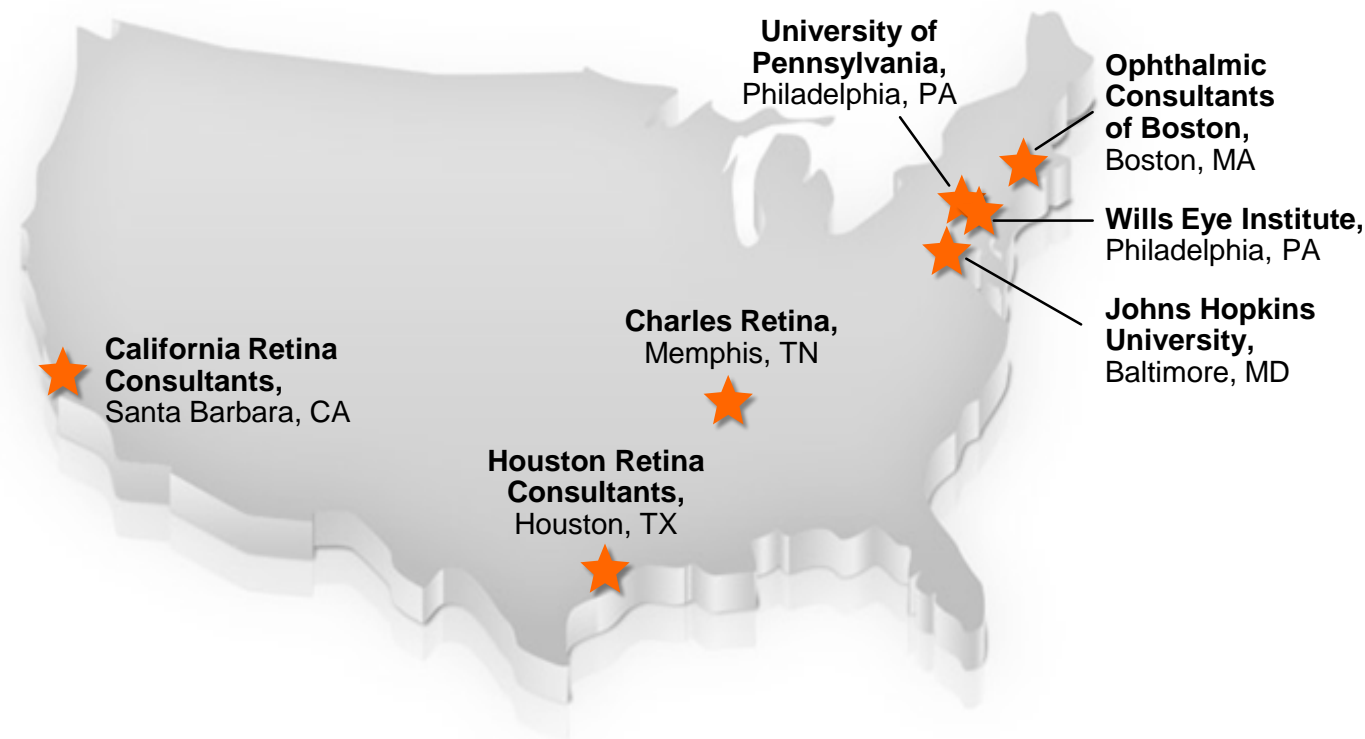 University of
Pennsylvania,
Philadelphia, PA
Ophthalmic
Consultants
of Boston,
Boston, MA
Wills Eye Institute,
Philadelphia, PA
Johns Hopkins
University,
Baltimore, MD
Charles Retina,
Memphis, TN
California Retina
Consultants,
Santa Barbara, CA
Houston Retina
Consultants,
Houston, TX